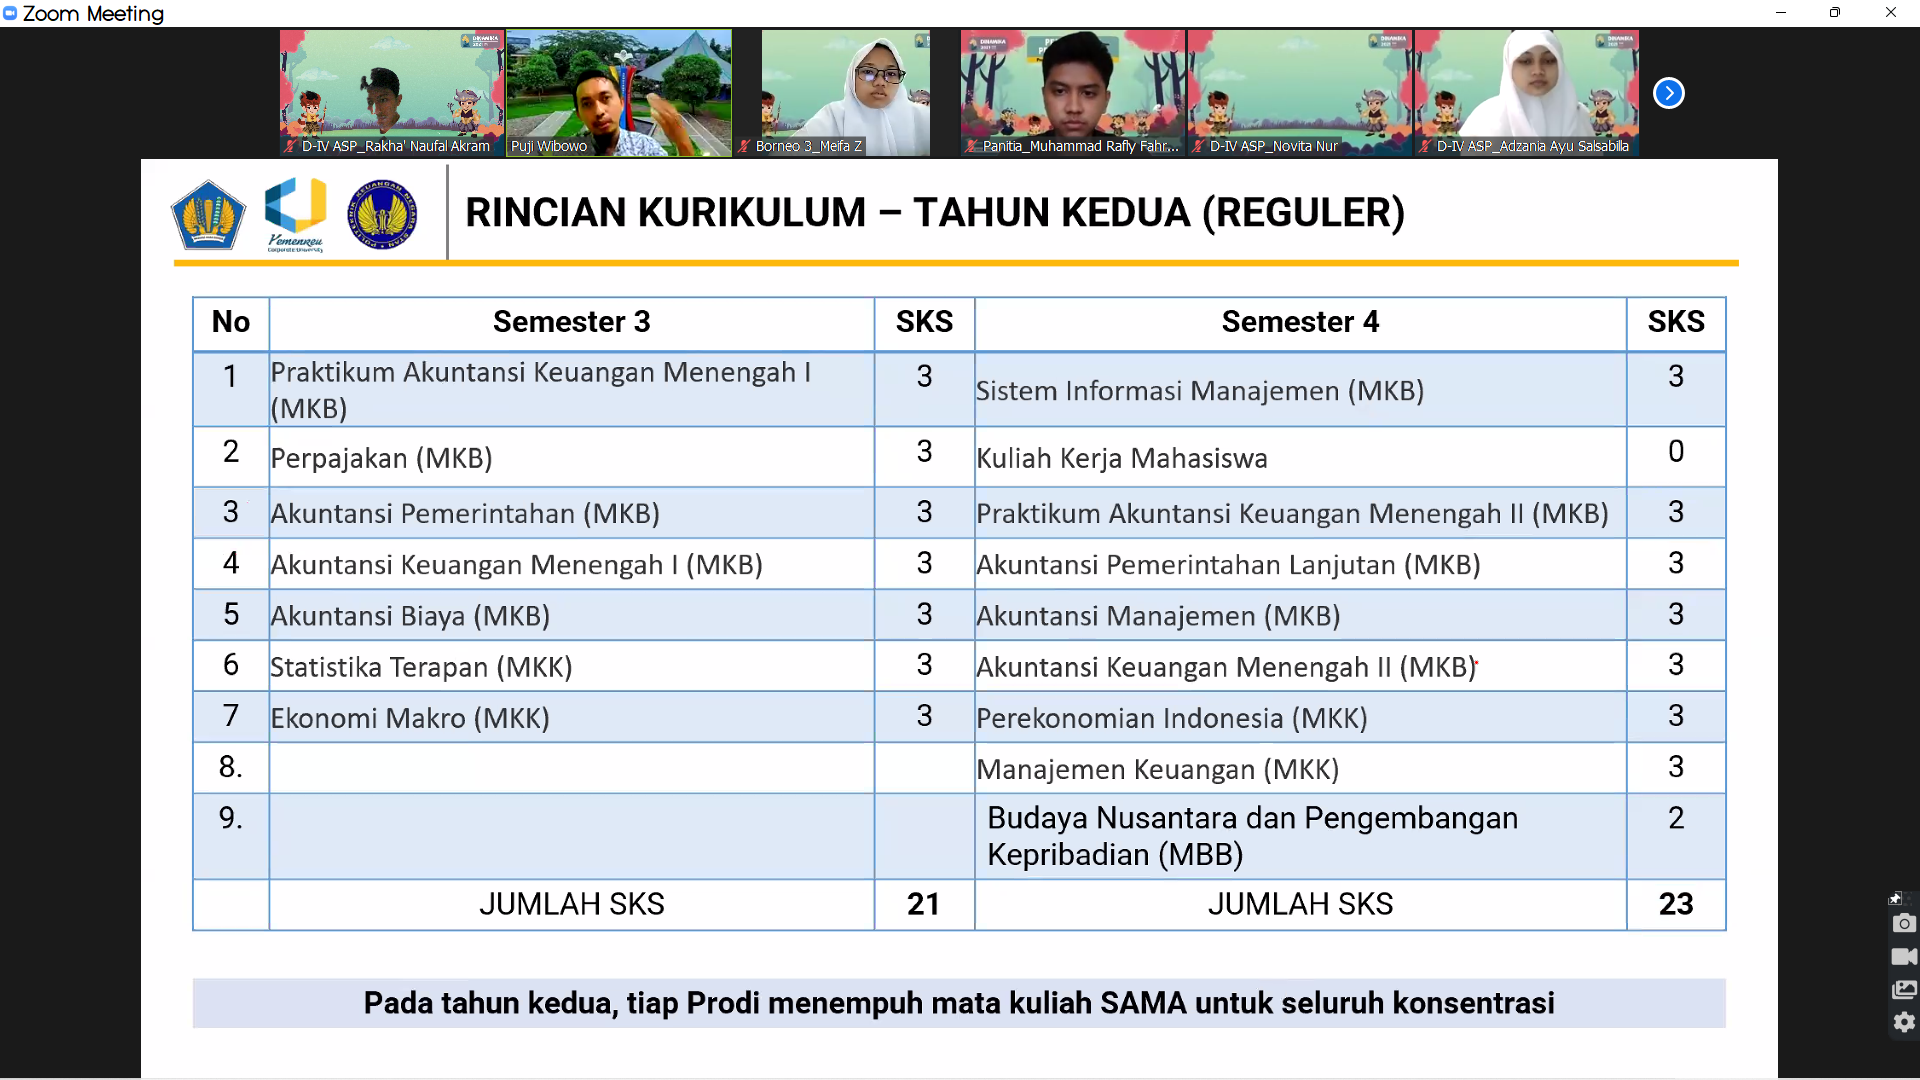 Zoom Meeting
D-IV ASP_Rakha' Naufal Akram
Puji Wibowo
Borneo 3_Meifa Z
Panitia_Muhammad Rafly Fahr...
D-IV ASP_Novita Nur
D-IV ASP_Adzania Ayu Salsabilla
Kemenkeu
Corporate University
RINCIAN KURIKULUM – TAHUN KEDUA (REGULER)
No Semester 3 SKS Semester 4 SKS
1 Praktikum Akuntansi Keuangan Menengah I (MKB) 3 Sistem Informasi Manajemen (MKB) 3
2 Perpajakan (MKB) 3 Kuliah Kerja Mahasiswa 0
3 Akuntansi Pemerintahan (MKB) 3 Praktikum Akuntansi Keuangan Menengah II (MKB) 3
4 Akuntansi Keuangan Menengah I (MKB) 3 Akuntansi Pemerintahan Lanjutan (MKB) 3
5 Akuntansi Biaya (MKB) 3 Akuntansi Manajemen (MKB) 3
6 Statistika Terapan (MKK) 3 Akuntansi Keuangan Menengah II (MKB) 3
7 Ekonomi Makro (MKK) 3 Perekonomian Indonesia (MKK) 3
8. Manajemen Keuangan (MKK) 3
9. Budaya Nusantara dan Pengembangan Kepribadian (MBB) 2
JUMLAH SKS 21 JUMLAH SKS 23
Pada tahun kedua, tiap Prodi menempuh mata kuliah SAMA untuk seluruh konsentrasi